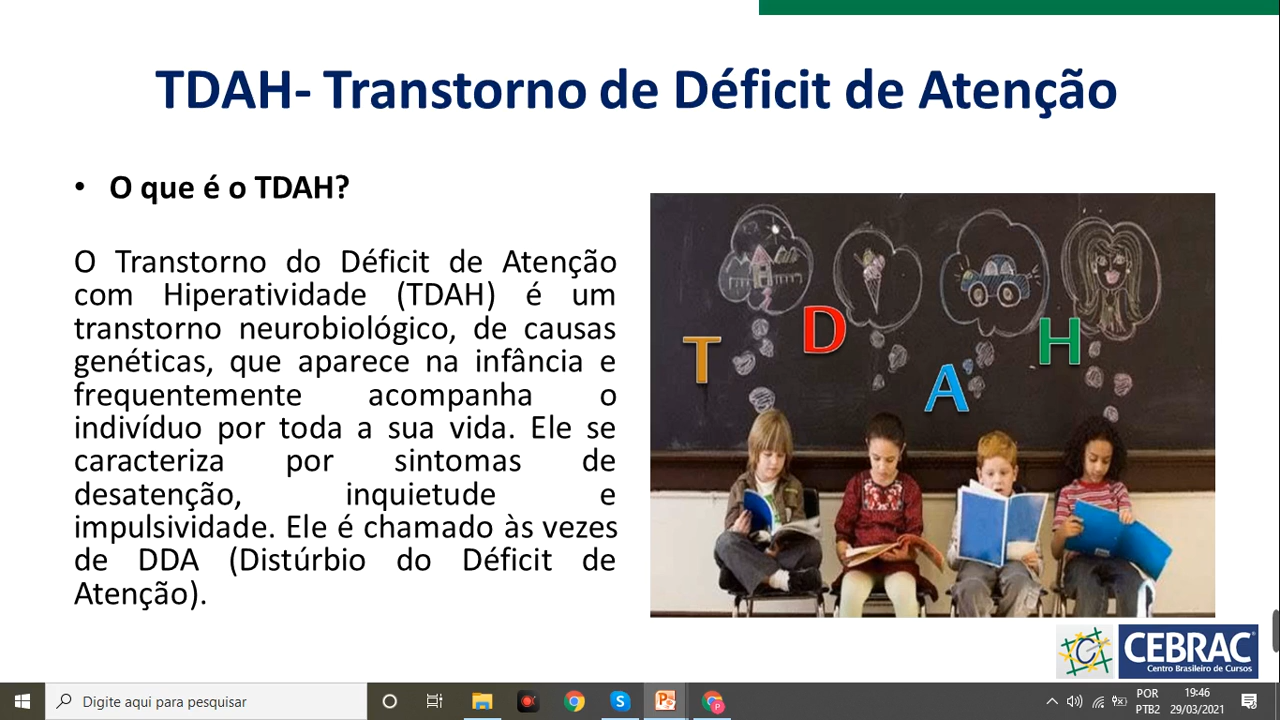 TDAH- Transtorno de Déficit de Atenção
• O que é o TDAH?
O Transtorno do Déficit de Atenção
com Hiperatividade (TDAH) é um
transtorno neurobiológico, de causas
genéticas, que aparece na infância e
frequentemente acompanha o
indivíduo por toda a sua vida. Ele se
caracteriza por sintomas de
desatenção, inquietude e
impulsividade. Ele é chamado às vezes
de DDA (Distúrbio do Déficit de
Atenção).
T D A H
C CEBRAC®
Centro Brasileiro de Cursos
Digite aqui para pesquisar
POR
PTB2
19:46
29/03/2021